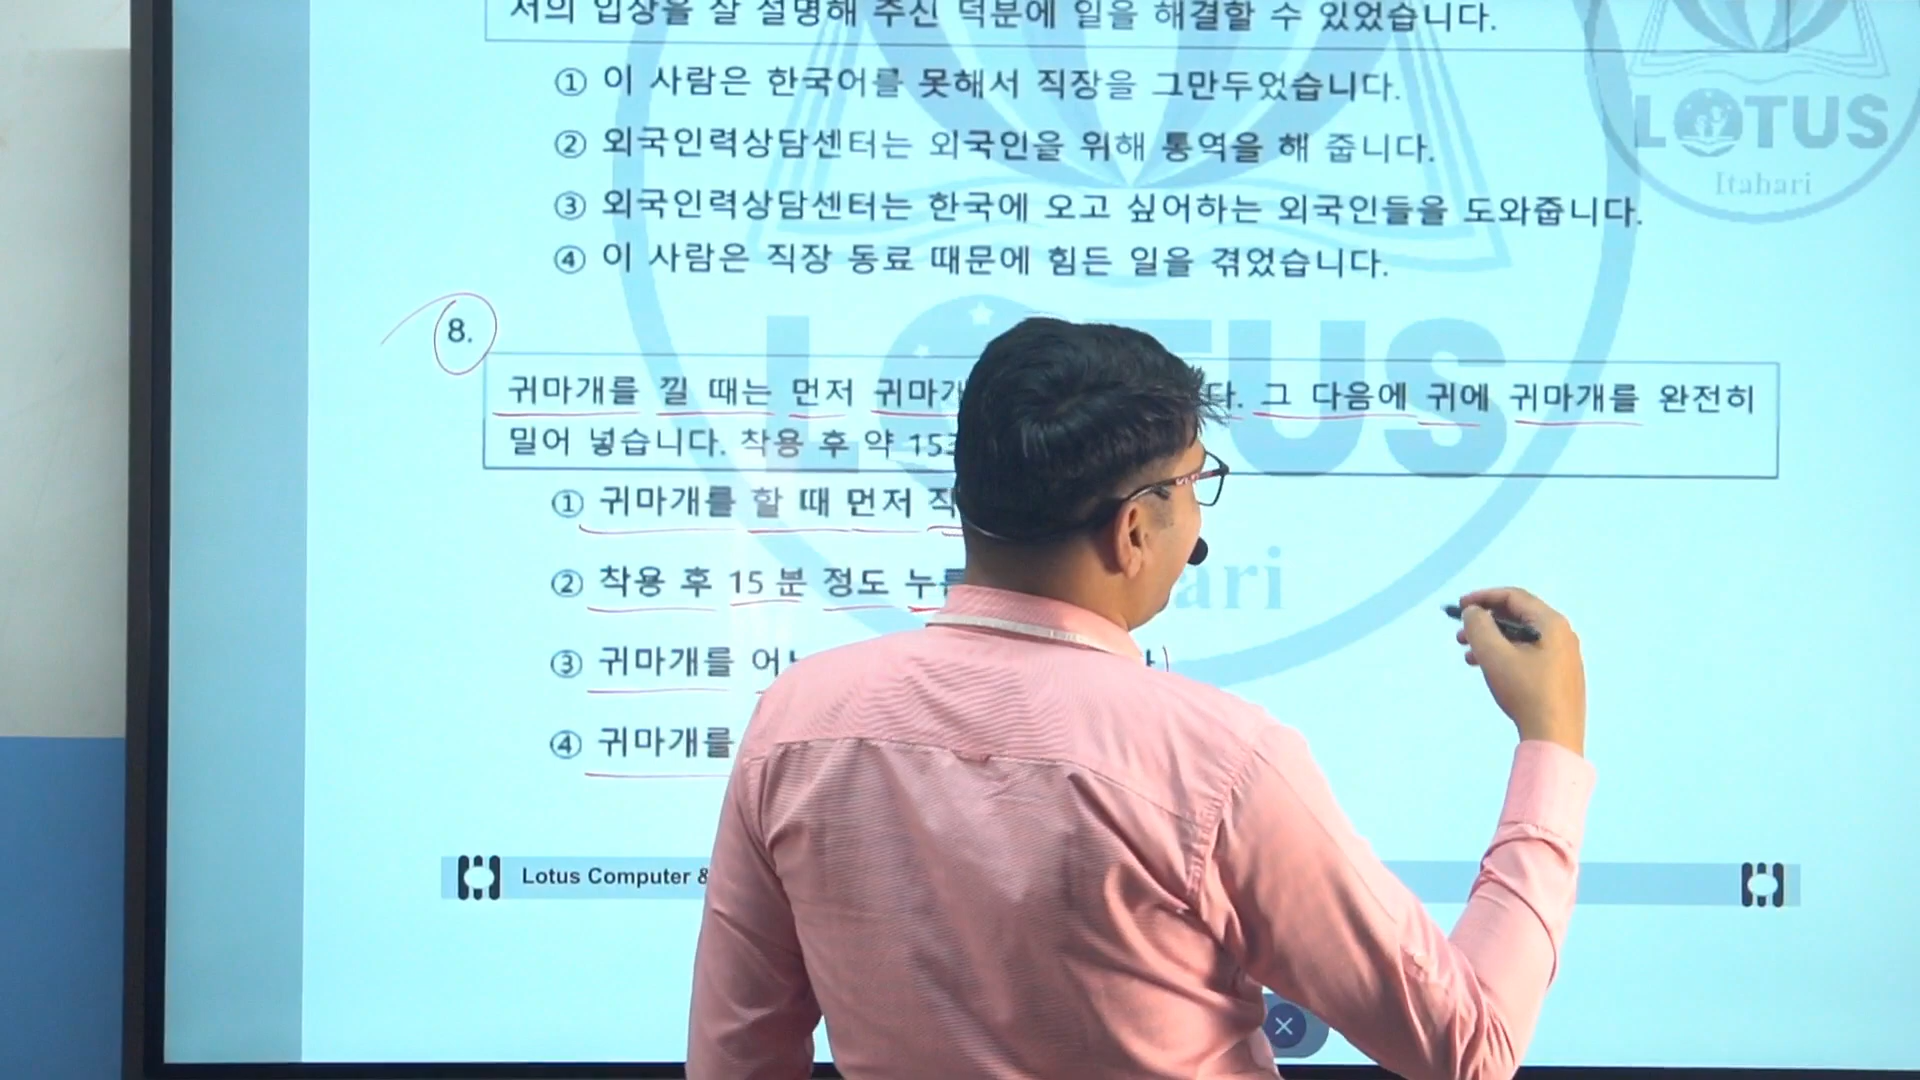 서의 입상을 잘 설명해 주신 덕분에 일을 해결할 수 있었습니다.
① 이 사람은 한국어를 못해서 직장을 그만두었습니다.
② 외국인력상담센터는 외국인을 위해 통역을 해 줍니다.
③ 외국인력상담센터는 한국에 오고 싶어하는 외국인들을 도와줍니다.
④ 이 사람은 직장 동료 때문에 힘든 일을 겪었습니다.
8.
귀마개를 낄 때는 먼저 다. 그 다음에 귀에 귀마개를 완전히
밀어 넣습니다. 착용 후 약 15
① 귀마개를 할 때 먼저
② 착용 후 15 분 정도
③ 귀마개를
④ 귀마개를
Lotus Computer &
LOTUS
Itahari
LOTUS